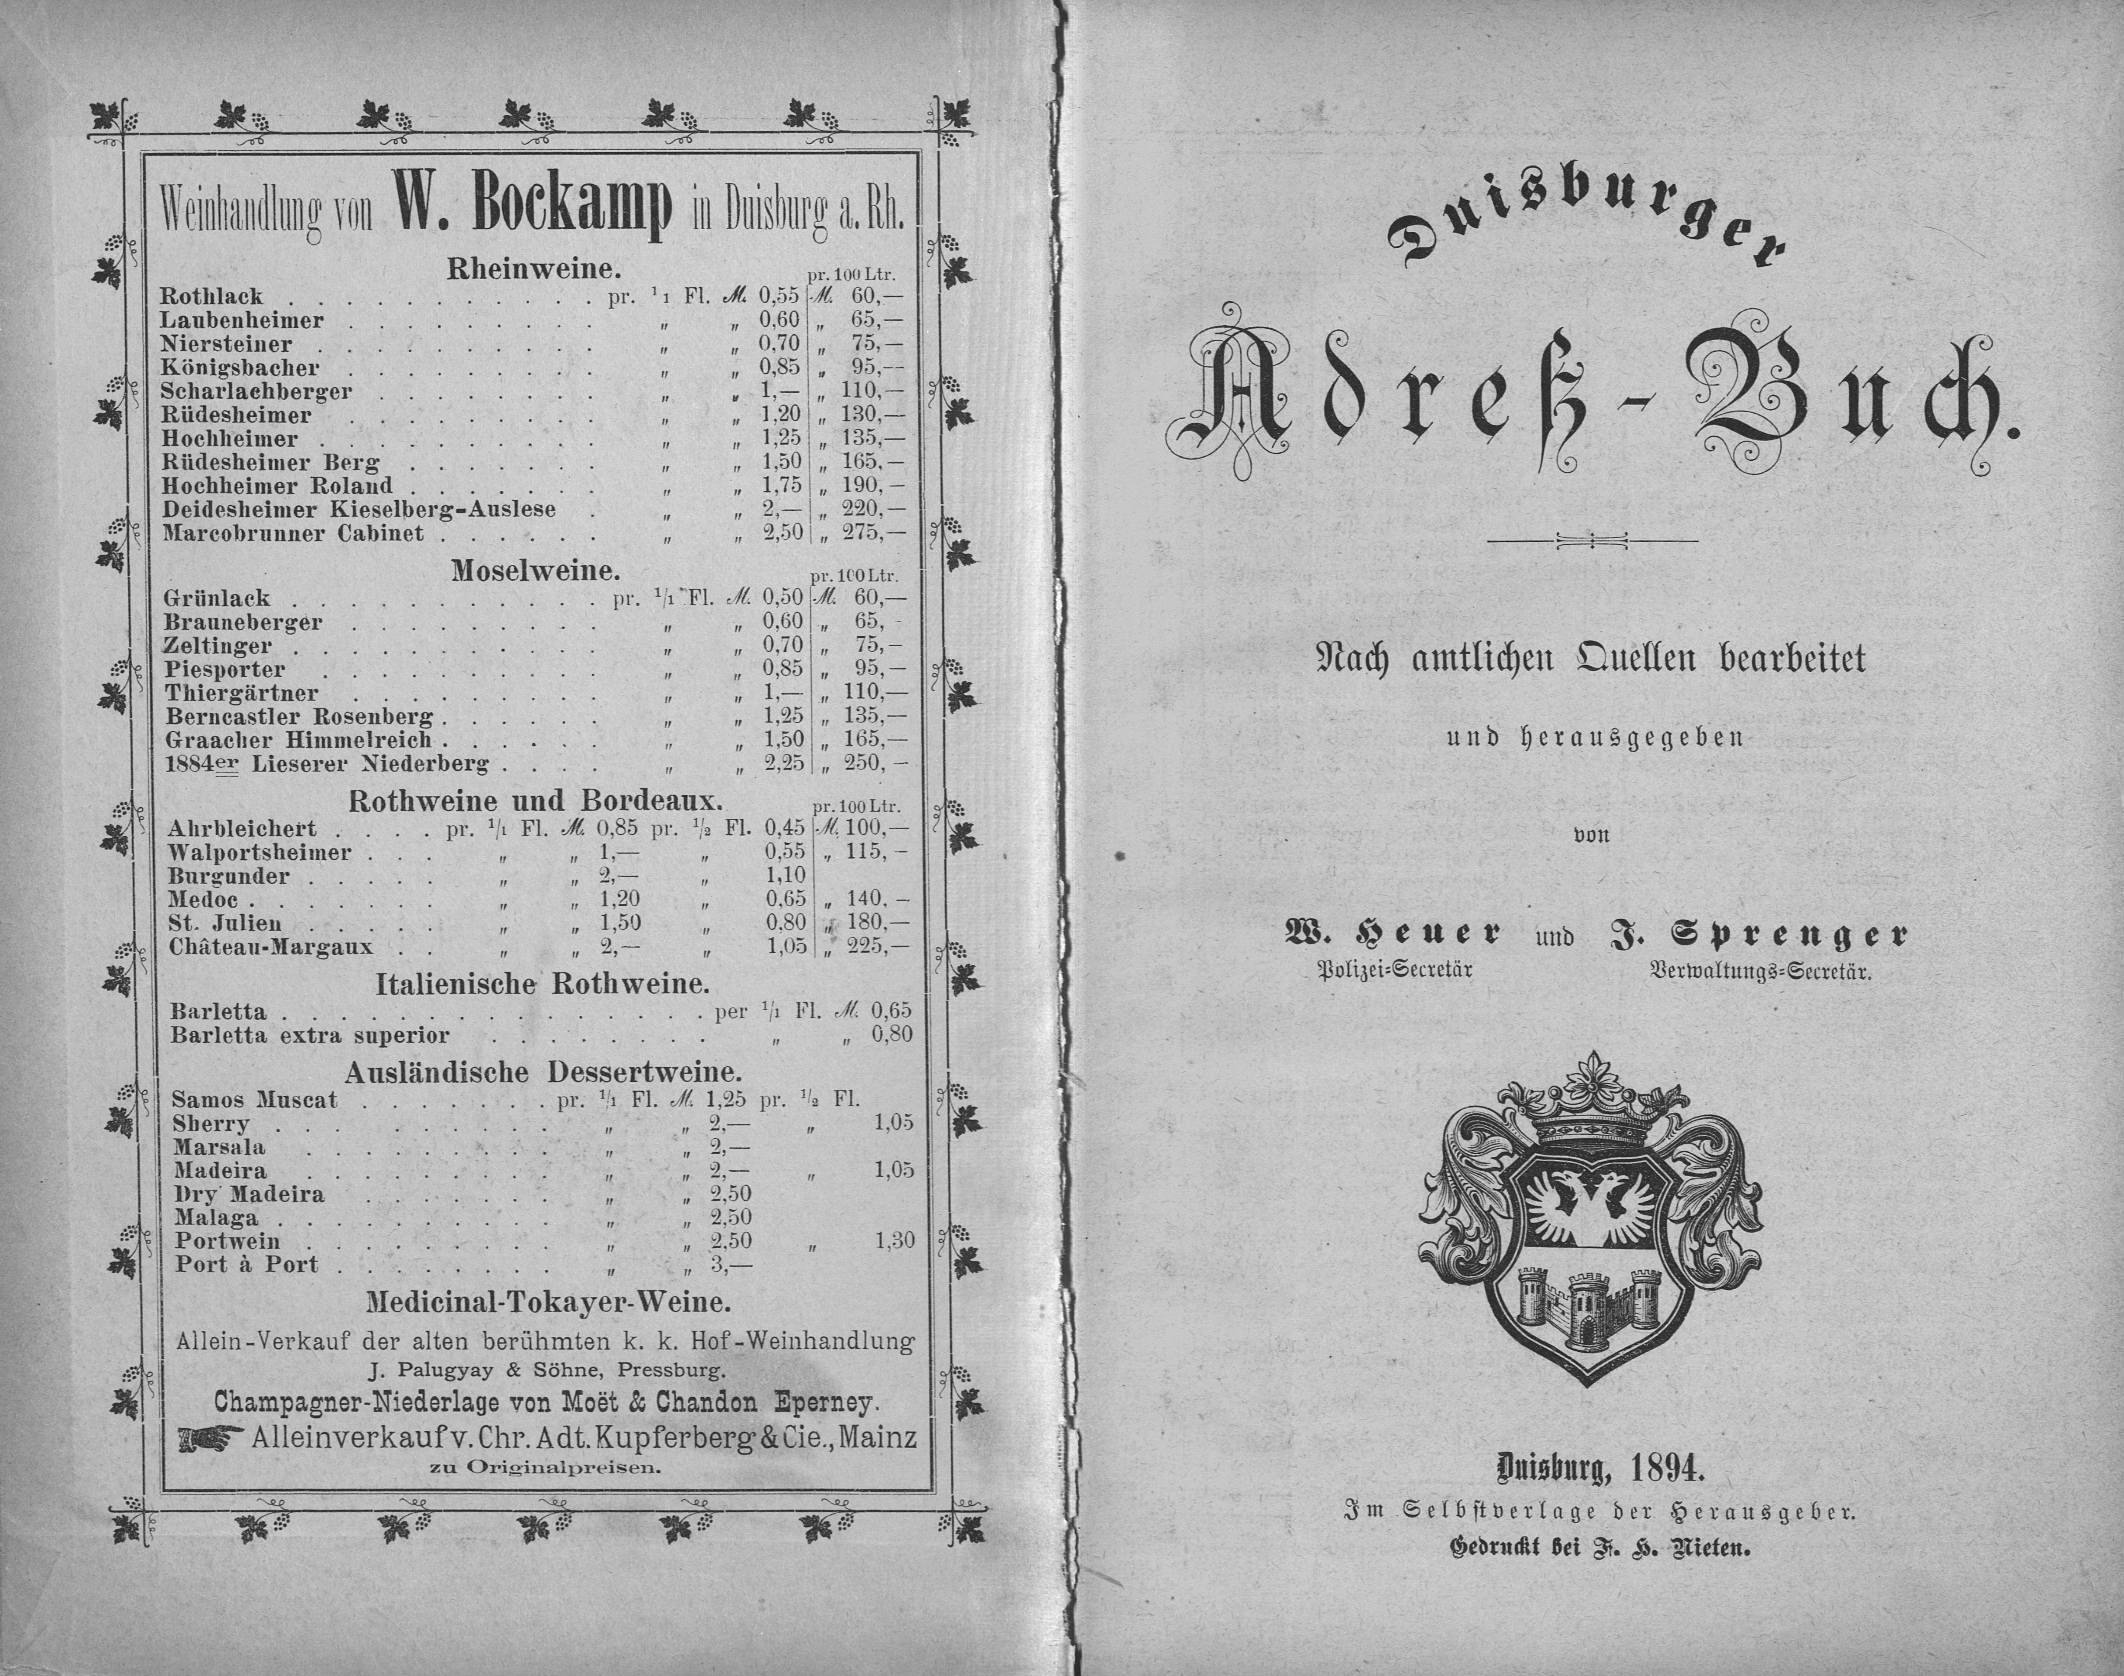 Weinhandlung von W. Bockamp in Duisburg a. Rh.
Rheinweine. pr. 100 Ltr.
Rothlack . . . . . . . . . . . pr. 1/1 Fl. M. 0,55 M. 60,—
Laubenheimer . . . . . . . . . „ „ 0,60 „ 65,—
Niersteiner . . . . . . . . . . „ „ 0,70 „ 75,—
Königsbacher . . . . . . . . . „ „ 0,85 „ 95,—
Scharlachberger . . . . . . . . „ „ 1,— „ 110,—
Rüdesheimer . . . . . . . . . „ „ 1,20 „ 130,—
Hochheimer . . . . . . . . . . „ „ 1,25 „ 135,—
Rüdesheimer Berg . . . . . . . „ „ 1,50 „ 165,—
Hochheimer Roland . . . . . . . „ „ 1,75 „ 190,—
Deidesheimer Kieselberg-Auslese . „ „ 2,— „ 220,—
Marcobrunner Cabinet . . . . . . „ „ 2,50 „ 275,—
Moselweine. pr. 100 Ltr.
Grünlack . . . . . . . . . . . pr. 1/1 Fl. M. 0,50 M. 60,—
Brauneberger . . . . . . . . . „ „ 0,60 „ 65,-
Zeltinger . . . . . . . . . . . „ „ 0,70 „ 75,—
Piesporter . . . . . . . . . . „ „ 0,85 „ 95,—
Thiergärtner . . . . . . . . . „ „ 1,— „ 110,—
Berncastler Rosenberg . . . . . . „ „ 1,25 „ 135,—
Graacher Himmelreich . . . . . . „ „ 1,50 „ 165,—
1884er Lieserer Niederberg . . . . „ „ 2,25 „ 250,—
Rothweine und Bordeaux. pr. 100 Ltr.
Ahrbleichert . . . . pr. 1/1 Fl. M. 0,85 pr. 1/2 Fl. 0,45 M. 100,—
Walportsheimer . . . „ „ 1,— „ 0,55 „ 115,—
Burgunder . . . . . „ „ 2,— „ 1,10
Medoc . . . . . . . „ „ 1,20 „ 0,65 „ 140,—
St. Julien . . . . . „ „ 1,50 „ 0,80 „ 180,—
Château-Margaux . . „ „ 2,— „ 1,05 „ 225,—
Italienische Rothweine.
Barletta . . . . . . . . . . . . . . . per 1/1 Fl. M. 0,65
Barletta extra superior . . . . . . . . „ „ 0,80
Ausländische Dessertweine.
Samos Muscat . . . . . . . pr. 1/1 Fl. M. 1,25 pr. 1/2 Fl.
Sherry . . . . . . . . . . „ „ 2,— „ 1,05
Marsala . . . . . . . . . „ „ 2,—
Madeira . . . . . . . . . „ „ 2,— „ 1,05
Dry Madeira . . . . . . . „ „ 2,50
Malaga . . . . . . . . . . „ „ 2,50
Portwein . . . . . . . . . „ „ 2,50 „ 1,30
Port à Port . . . . . . . . „ „ 3,—
Medicinal-Tokayer-Weine.
Allein-Verkauf der alten berühmten k. k. Hof-Weinhandlung
J. Palugyay & Söhne, Pressburg.
Champagner-Niederlage von Moët & Chandon Eperney.
Alleinverkauf v. Chr. Adt. Kupferberg & Cie., Mainz
zu Originalpreisen.
Duisburger
Adreß-Buch.
Nach amtlichen Quellen bearbeitet
und herausgegeben
von
W. Heuer und J. Sprenger
Polizei-Secretär Verwaltungs-Secretär.
Duisburg, 1894.
Im Selbstverlage der Herausgeber.
Gedruckt bei F. H. Nieten.